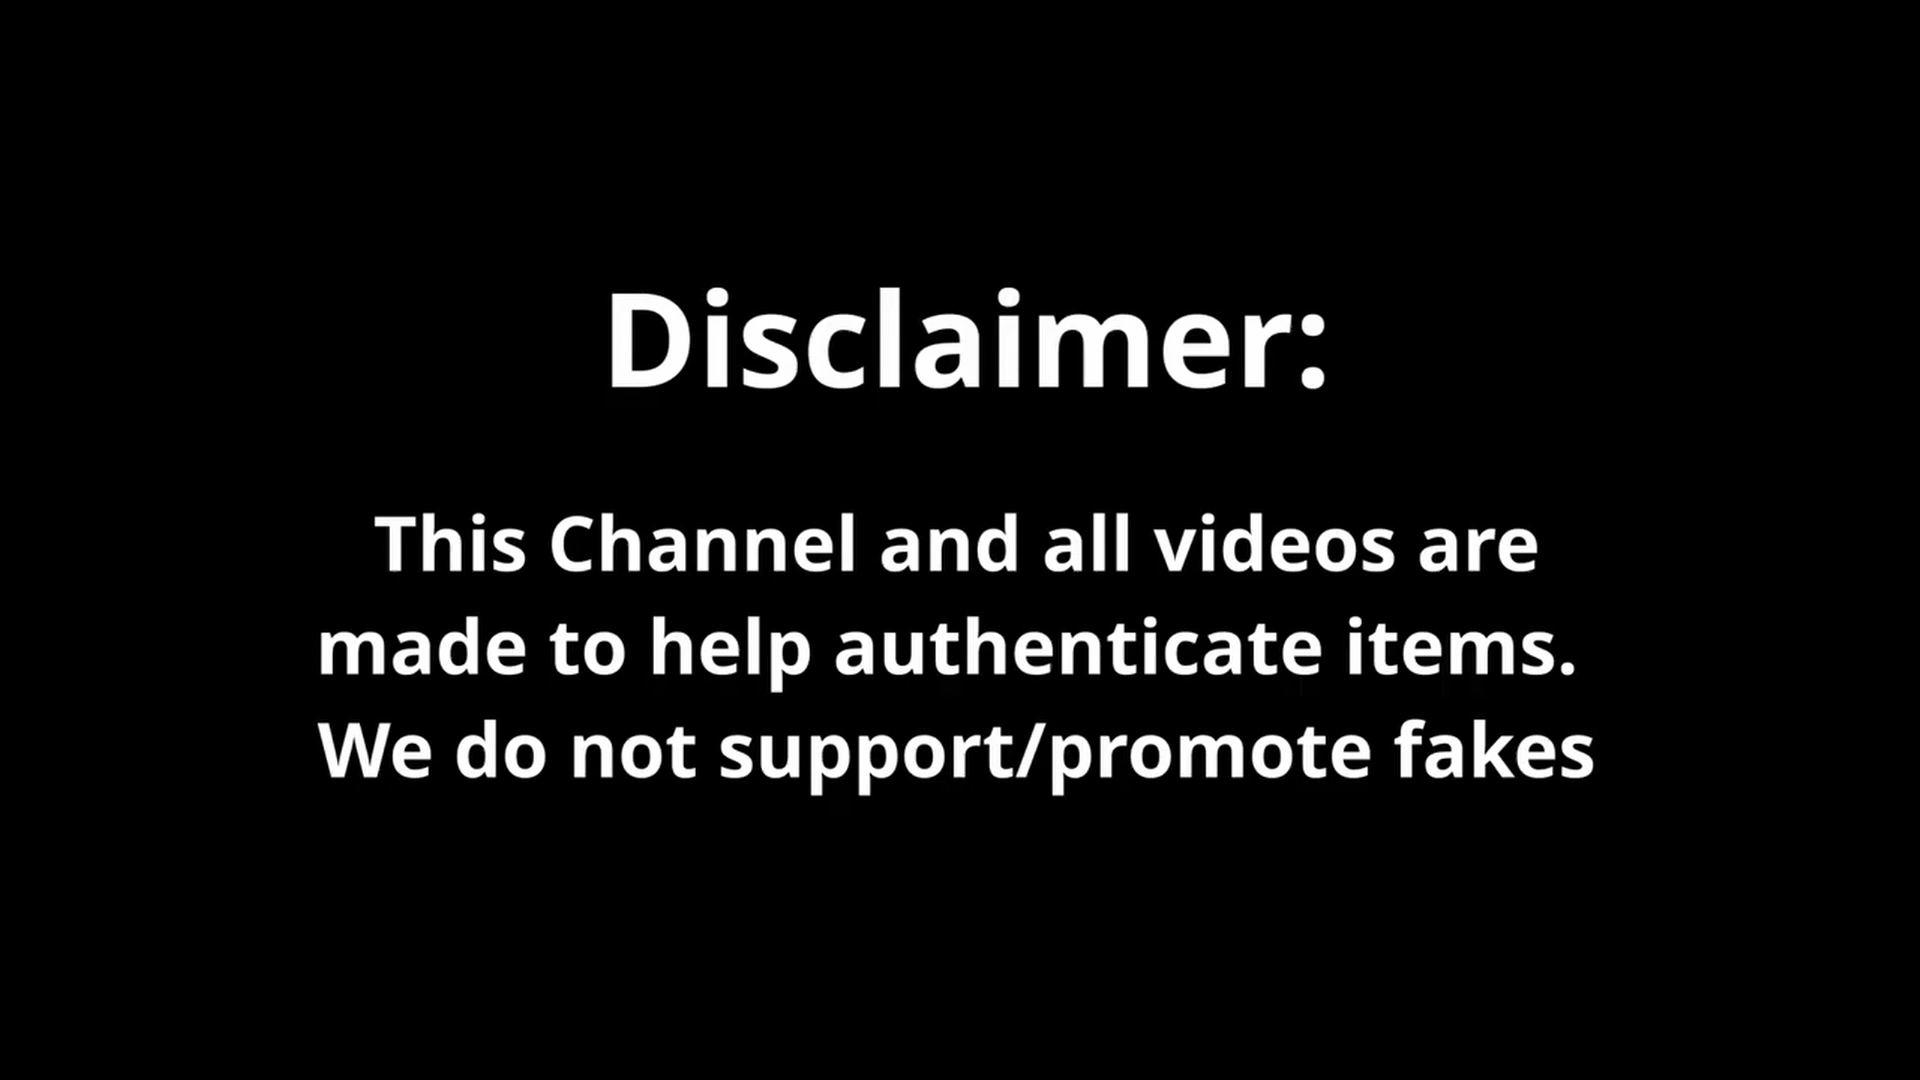 Disclaimer:
This Channel and all videos are
made to help authenticate items.
We do not support/promote fakes